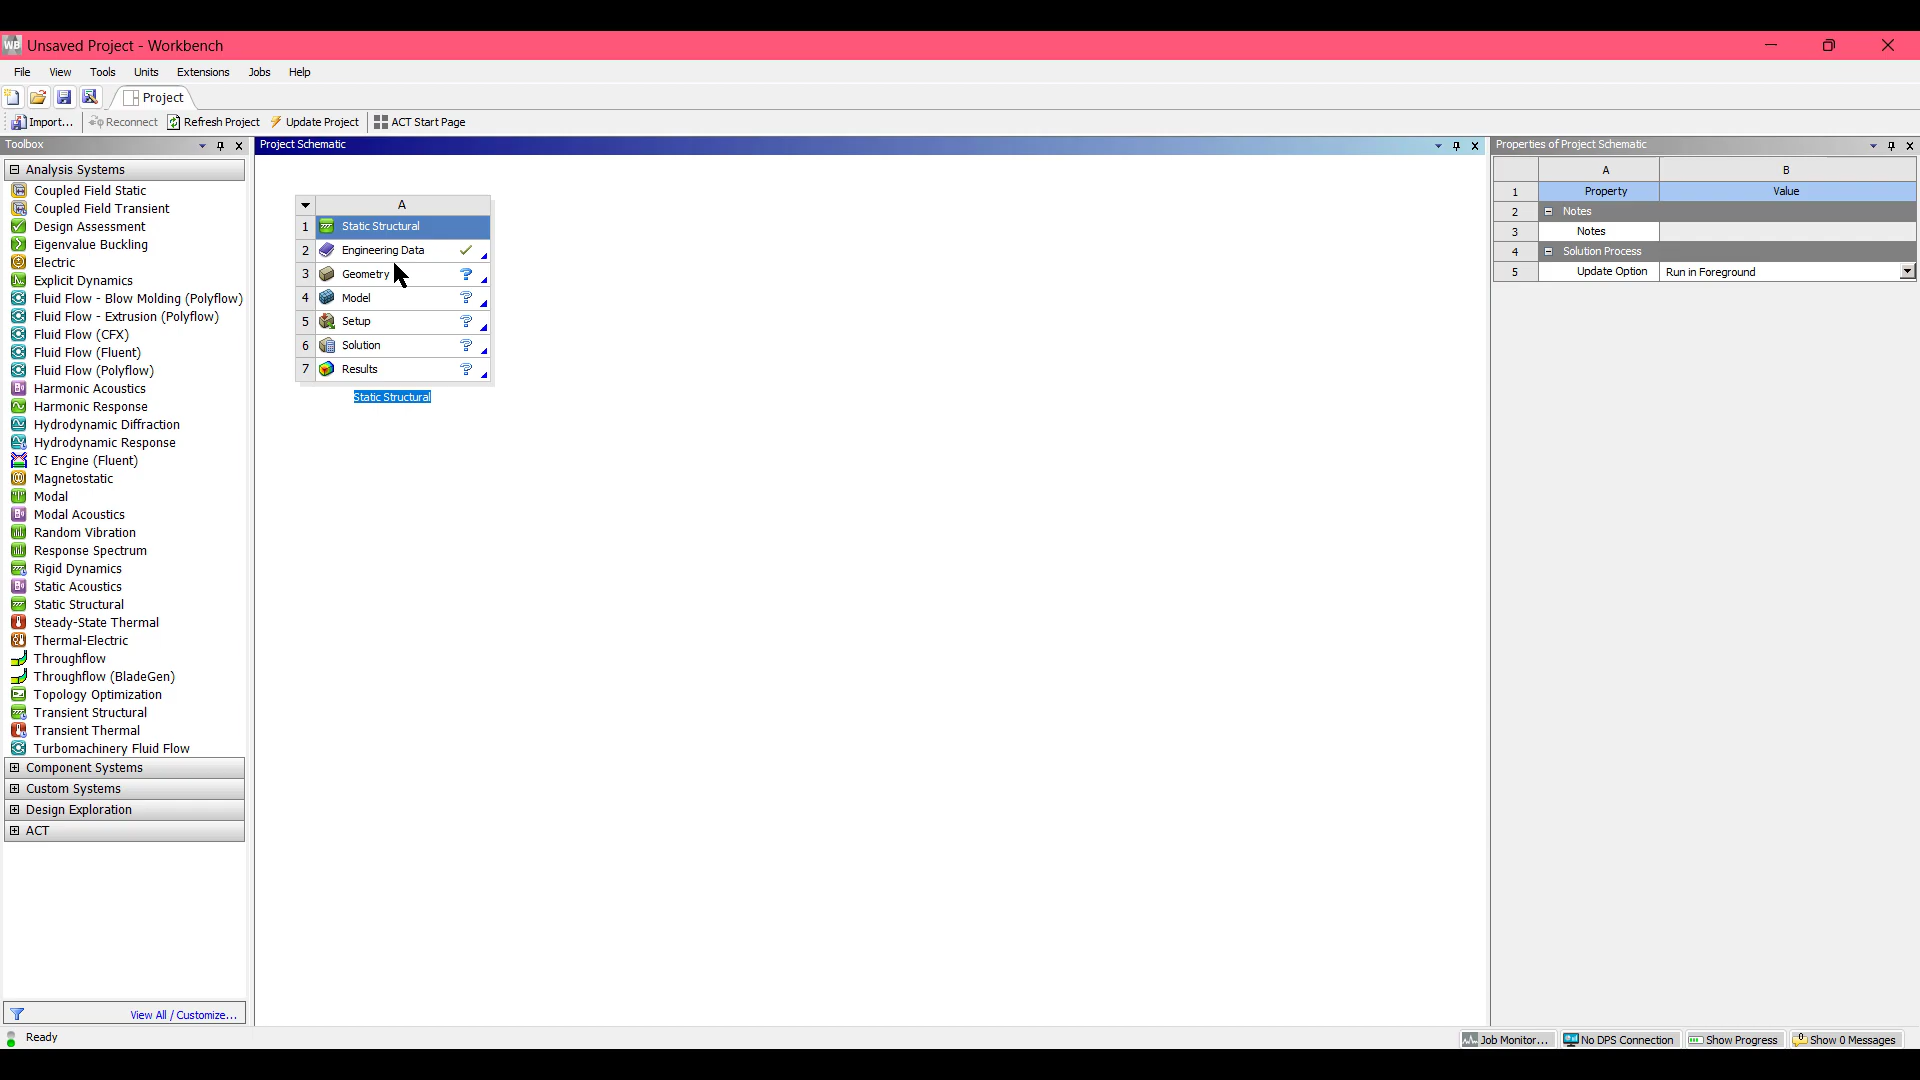 WB Unsaved Project - Workbench
File View Tools Units Extensions Jobs Help
Project
Import... Reconnect Refresh Project Update Project ACT Start Page
Toolbox
Analysis Systems
Coupled Field Static
Coupled Field Transient
Design Assessment
Eigenvalue Buckling
Electric
Explicit Dynamics
Fluid Flow - Blow Molding (Polyflow)
Fluid Flow - Extrusion (Polyflow)
Fluid Flow (CFX)
Fluid Flow (Fluent)
Fluid Flow (Polyflow)
Harmonic Acoustics
Harmonic Response
Hydrodynamic Diffraction
Hydrodynamic Response
IC Engine (Fluent)
Magnetostatic
Modal
Modal Acoustics
Random Vibration
Response Spectrum
Rigid Dynamics
Static Acoustics
Static Structural
Steady-State Thermal
Thermal-Electric
Throughflow
Throughflow (BladeGen)
Topology Optimization
Transient Structural
Transient Thermal
Turbomachinery Fluid Flow
Component Systems
Custom Systems
Design Exploration
ACT
View All / Customize...
Project Schematic
A
1 Static Structural
2 Engineering Data
3 Geometry ?
4 Model ?
5 Setup ?
6 Solution ?
7 Results ?
Static Structural
Properties of Project Schematic
A B
1 Property Value
2 Notes
3 Notes
4 Solution Process
5 Update Option Run in Foreground
Ready
Job Monitor... No DPS Connection Show Progress Show 0 Messages